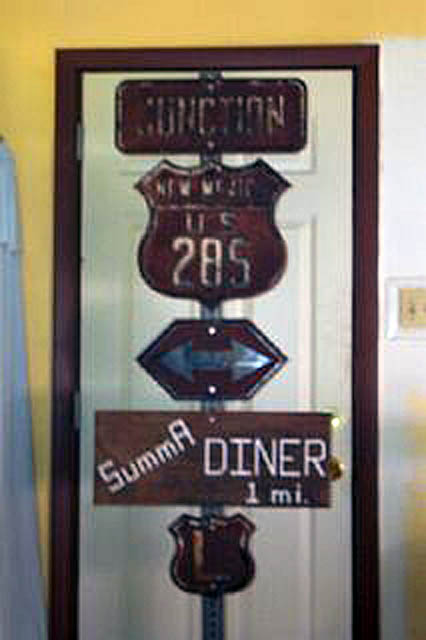 JUNCTION
NEW MEXICO
U S
285
SummA DINER
1 mi.
L